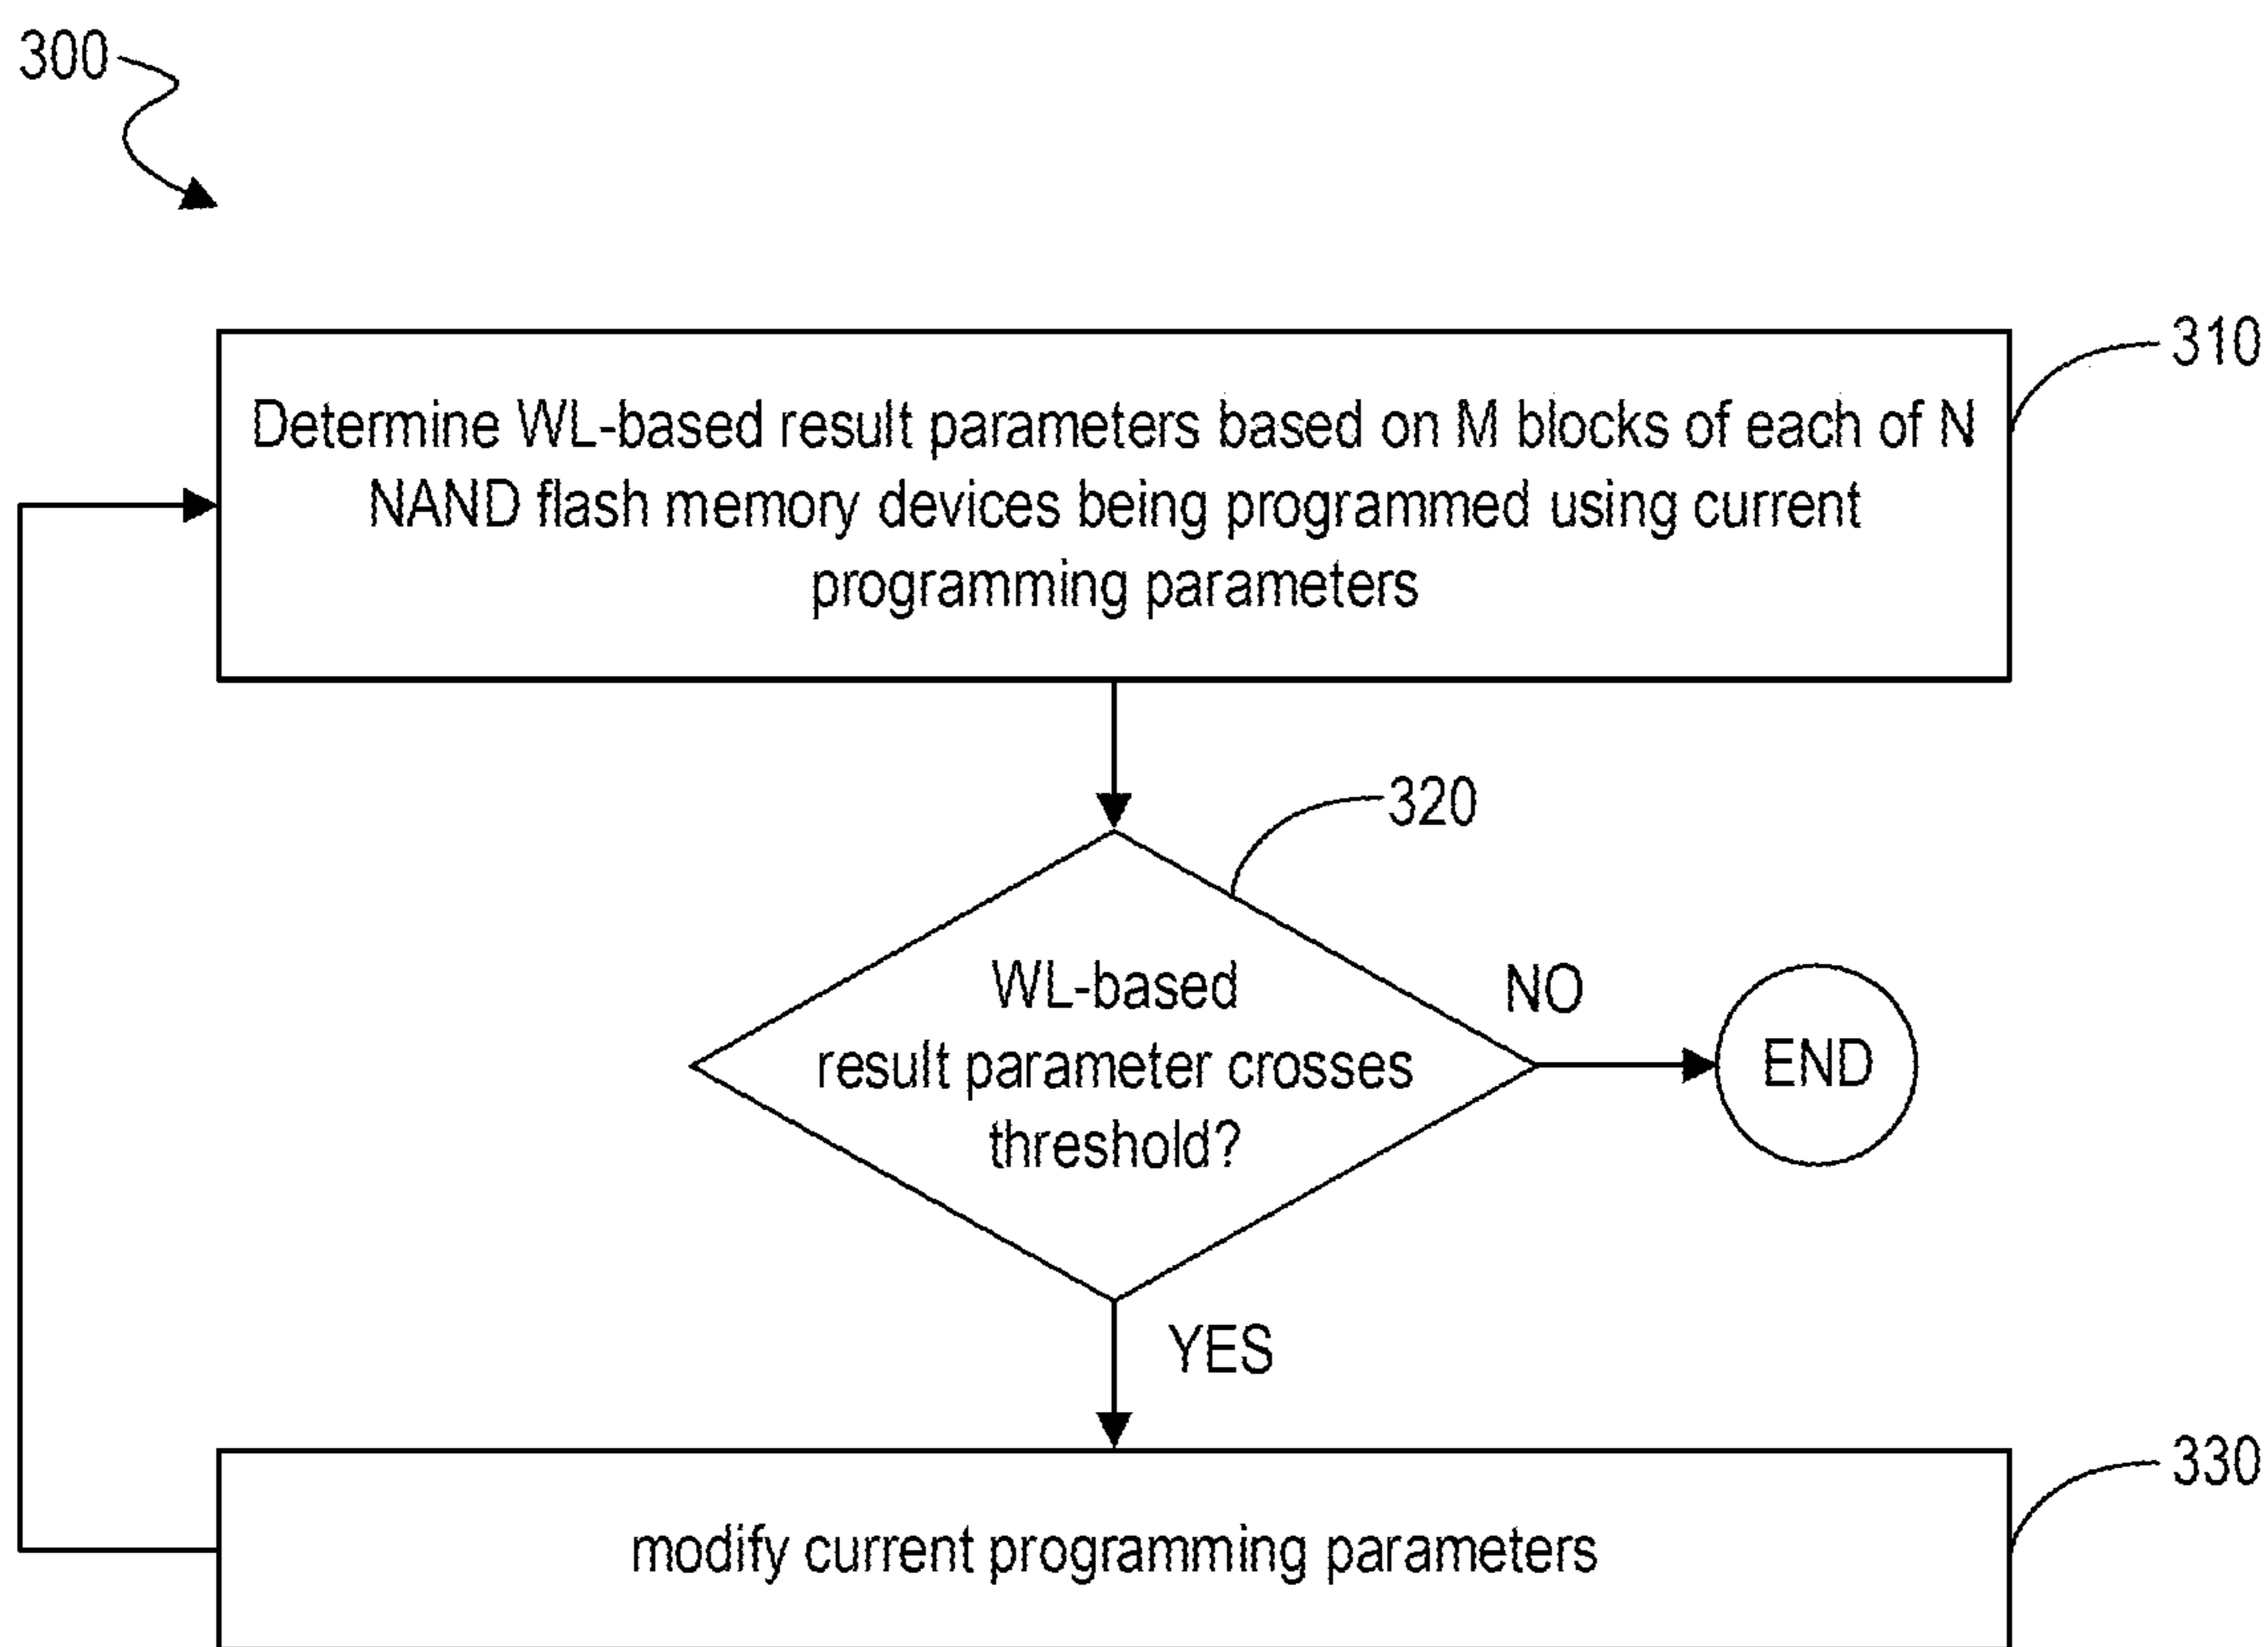 300
310
Determine WL-based result parameters based on M blocks of each of N
NAND flash memory devices being programmed using current
programming parameters
320
WL-based
result parameter crosses
threshold?
NO
END
YES
330
modify current programming parameters